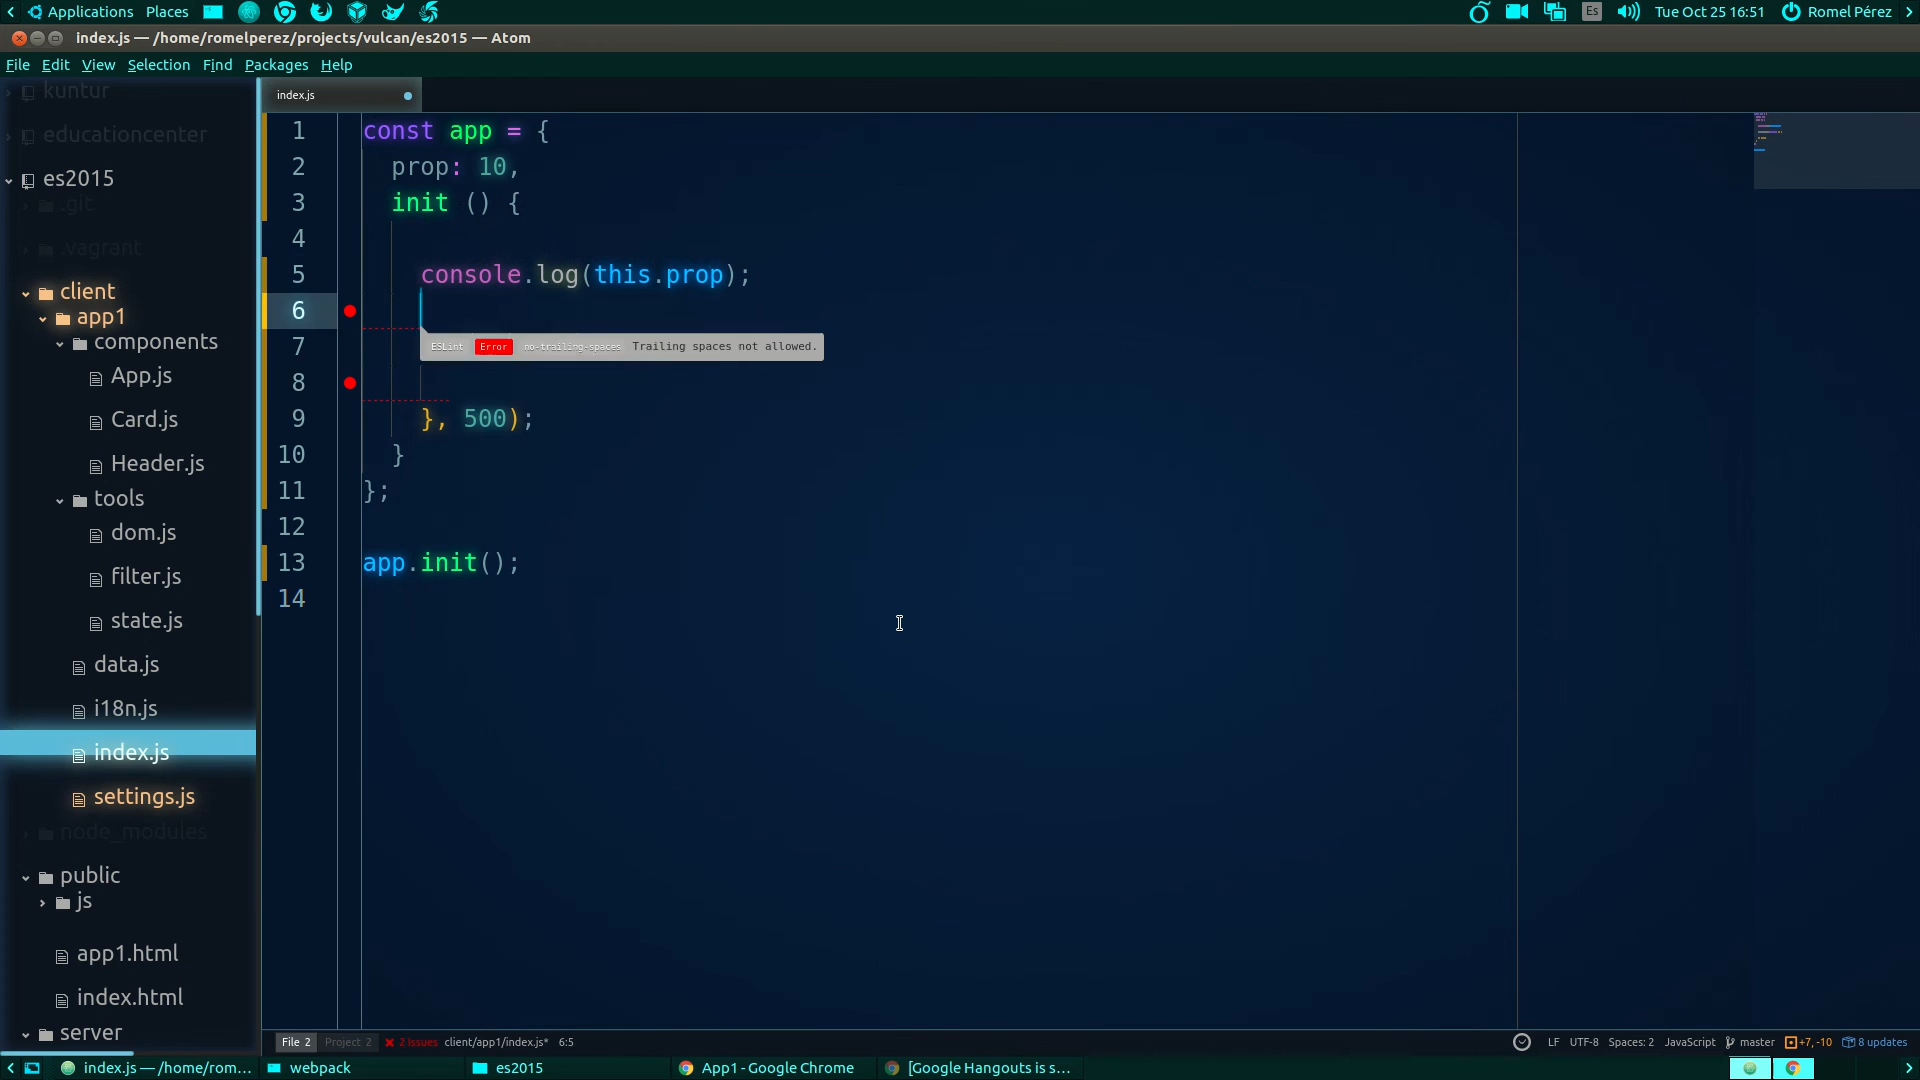 Applications Places
Es Tue Oct 25 16:51 Romel Pérez
index.js — /home/romelperez/projects/vulcan/es2015 — Atom
File Edit View Selection Find Packages Help
kuntur
educationcenter
es2015
.git
.vagrant
client
app1
components
App.js
Card.js
Header.js
tools
dom.js
filter.js
state.js
data.js
i18n.js
index.js
settings.js
node_modules
public
js
app1.html
index.html
server
index.js
1 const app = {
2 prop: 10,
3 init () {
4
5 console.log(this.prop);
6
7
ESLint Error no-trailing-spaces Trailing spaces not allowed.
8
9 }, 500);
10 }
11 };
12
13 app.init();
14
File 2 Project 2 2 Issues client/app1/index.js* 6:5
LF UTF-8 Spaces: 2 JavaScript master +7, -10 8 updates
index.js — /home/rom... webpack es2015 App1 - Google Chrome [Google Hangouts is s...